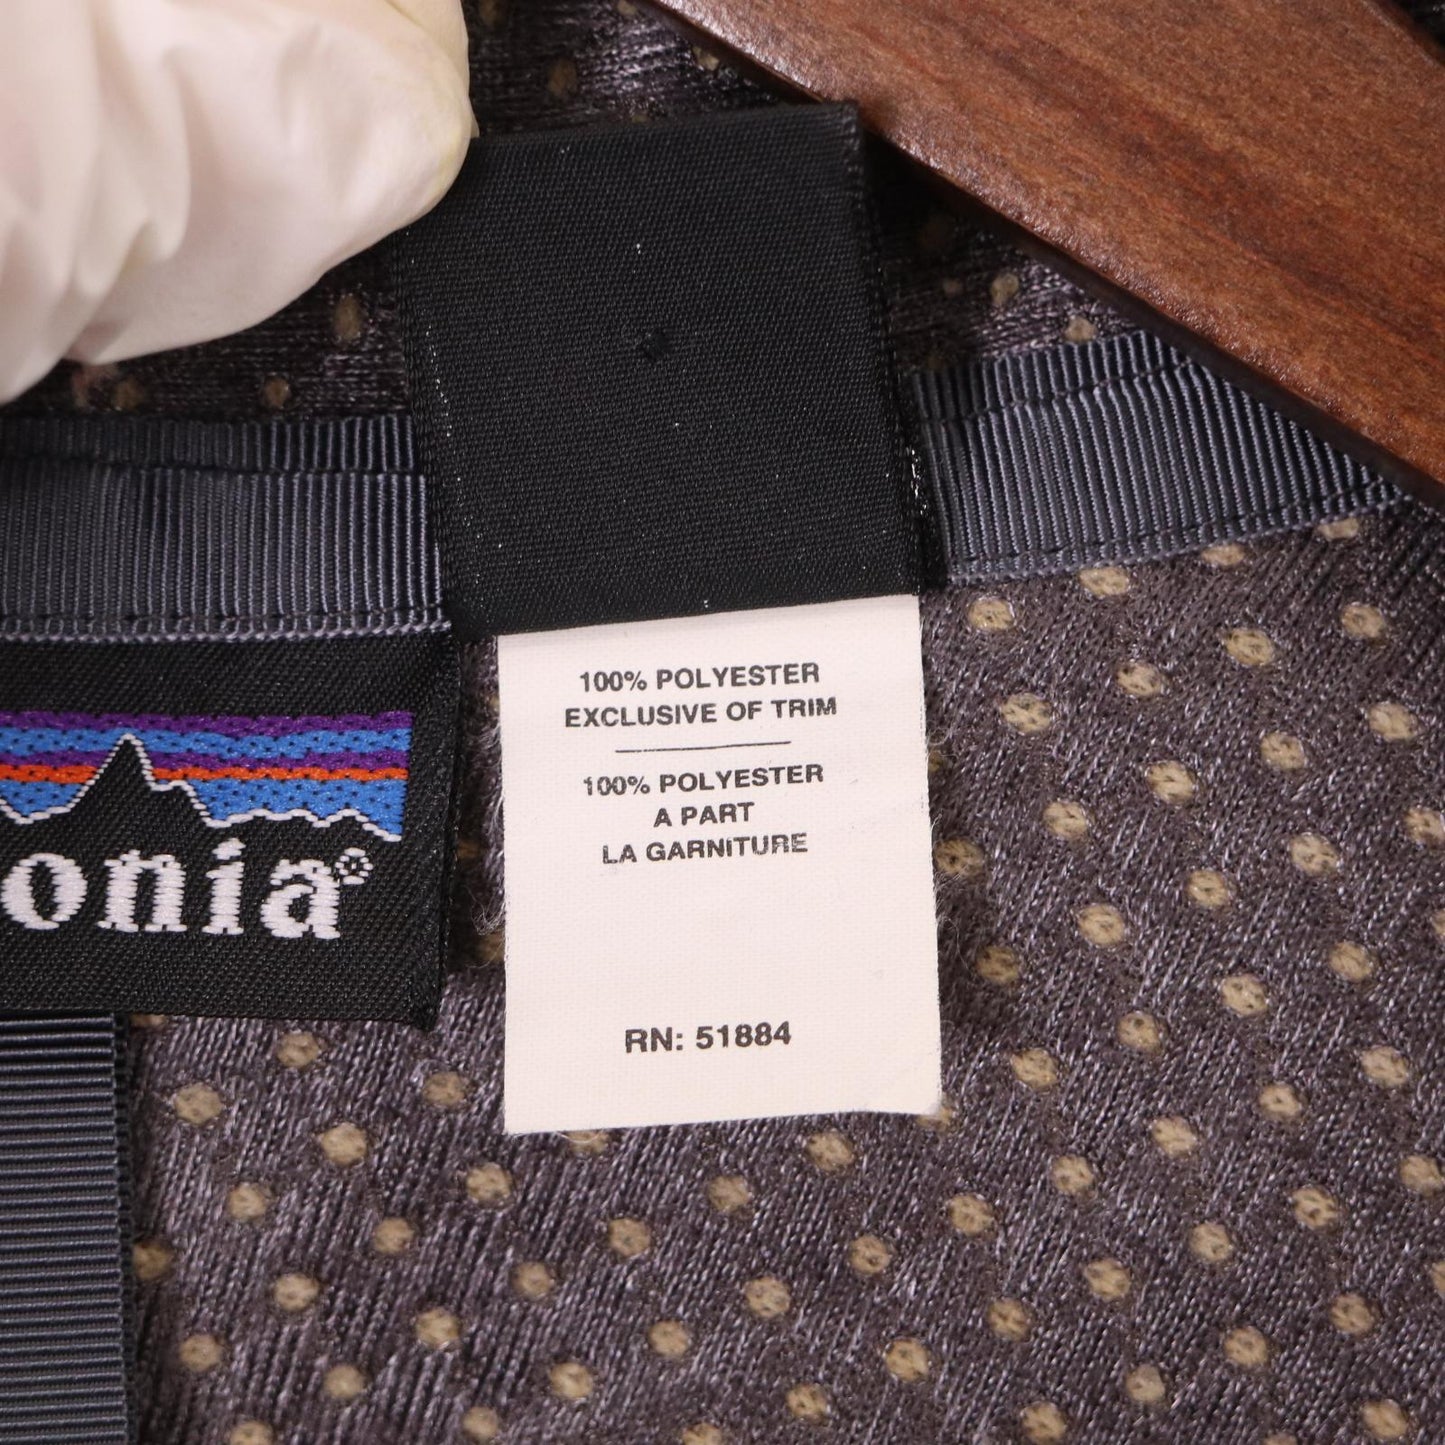 100% POLYESTER
EXCLUSIVE OF TRIM
100% POLYESTER
A PART
LA GARNITURE
RN: 51884
onia®